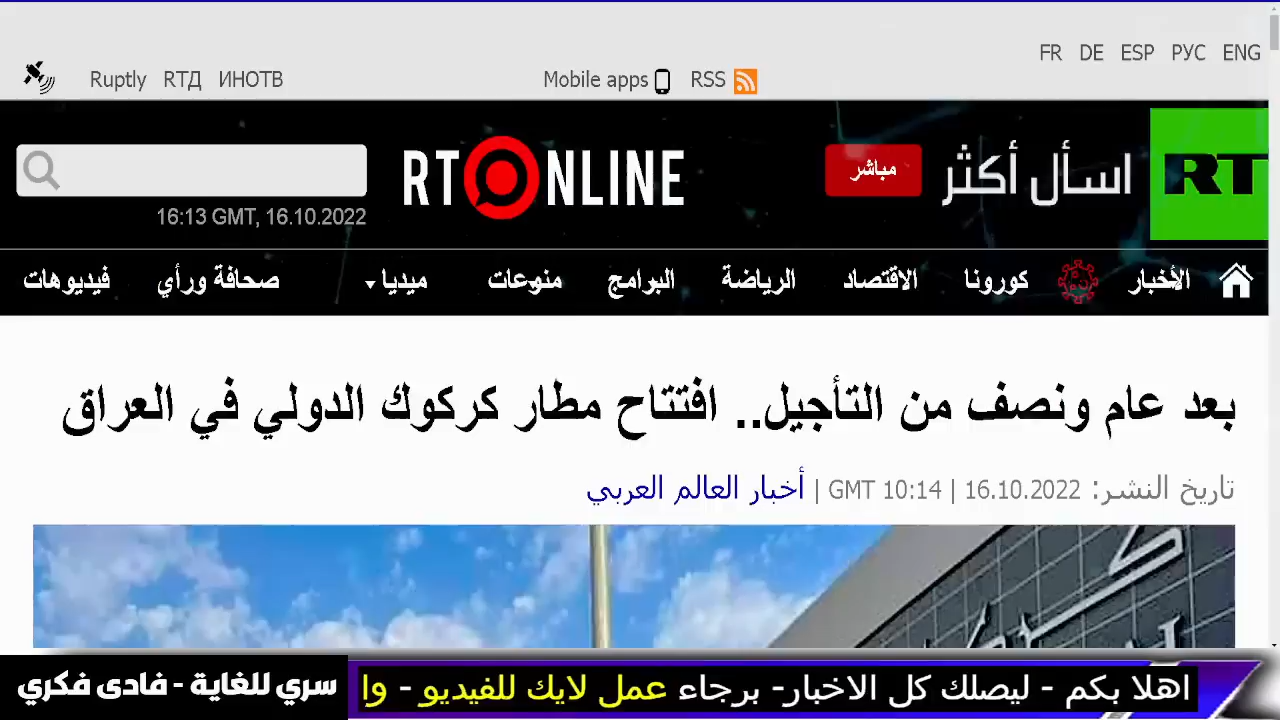 FR DE ESP РУС ENG
Ruptly RTД ИНОТВ Mobile apps RSS
RT اسأل أكثر مباشر RTONLINE
16:13 GMT, 16.10.2022
الأخبار كورونا الاقتصاد الرياضة البرامج منوعات ميديا صحافة ورأي فيديوهات
بعد عام ونصف من التأجيل.. افتتاح مطار كركوك الدولي في العراق
تاريخ النشر: 16.10.2022 | 10:14 GMT | أخبار العالم العربي
اهلا بكم - ليصلك كل الاخبار- برجاء عمل لايك للفيديو - وا
سري للغاية - فادى فكري